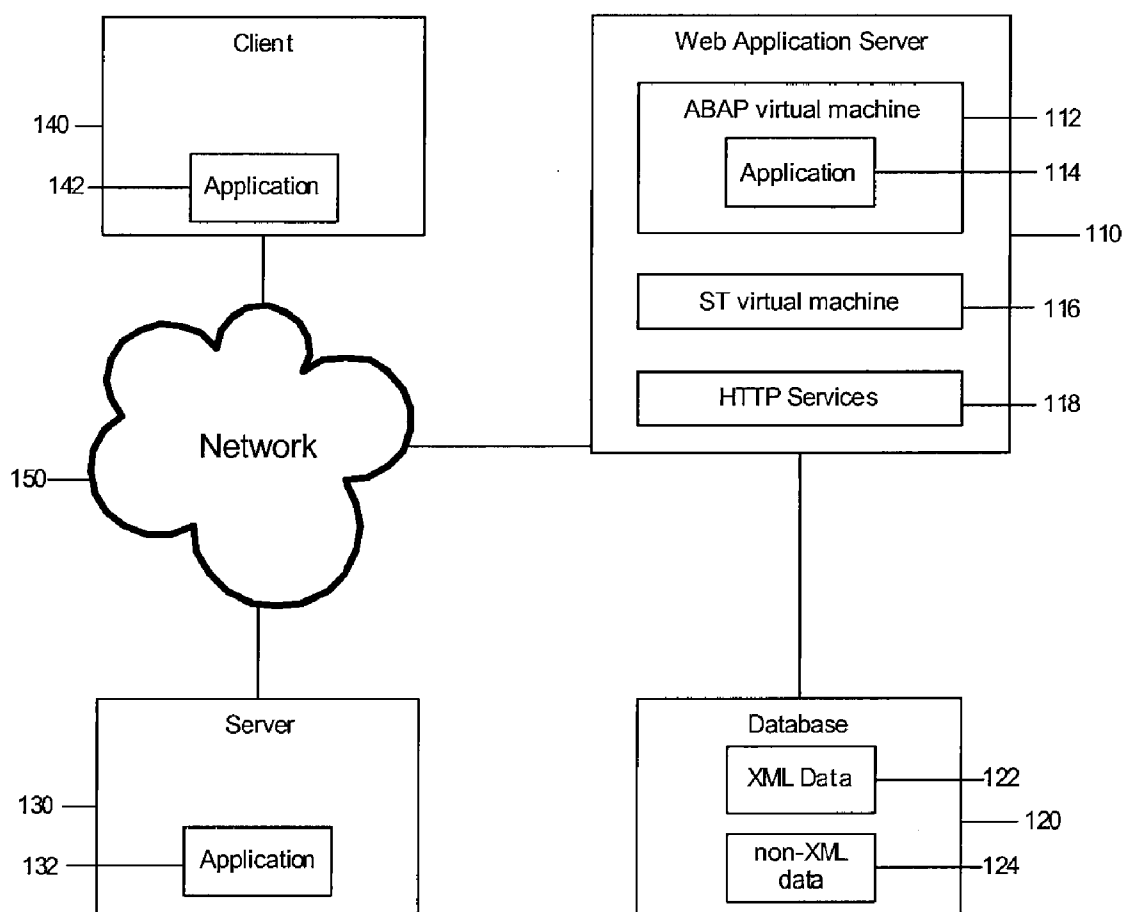 Client
140
142
Application
Web Application Server
ABAP virtual machine
112
Application
114
110
ST virtual machine
116
HTTP Services
118
Network
150
Server
130
132
Application
Database
XML Data
122
120
non-XML
data
124